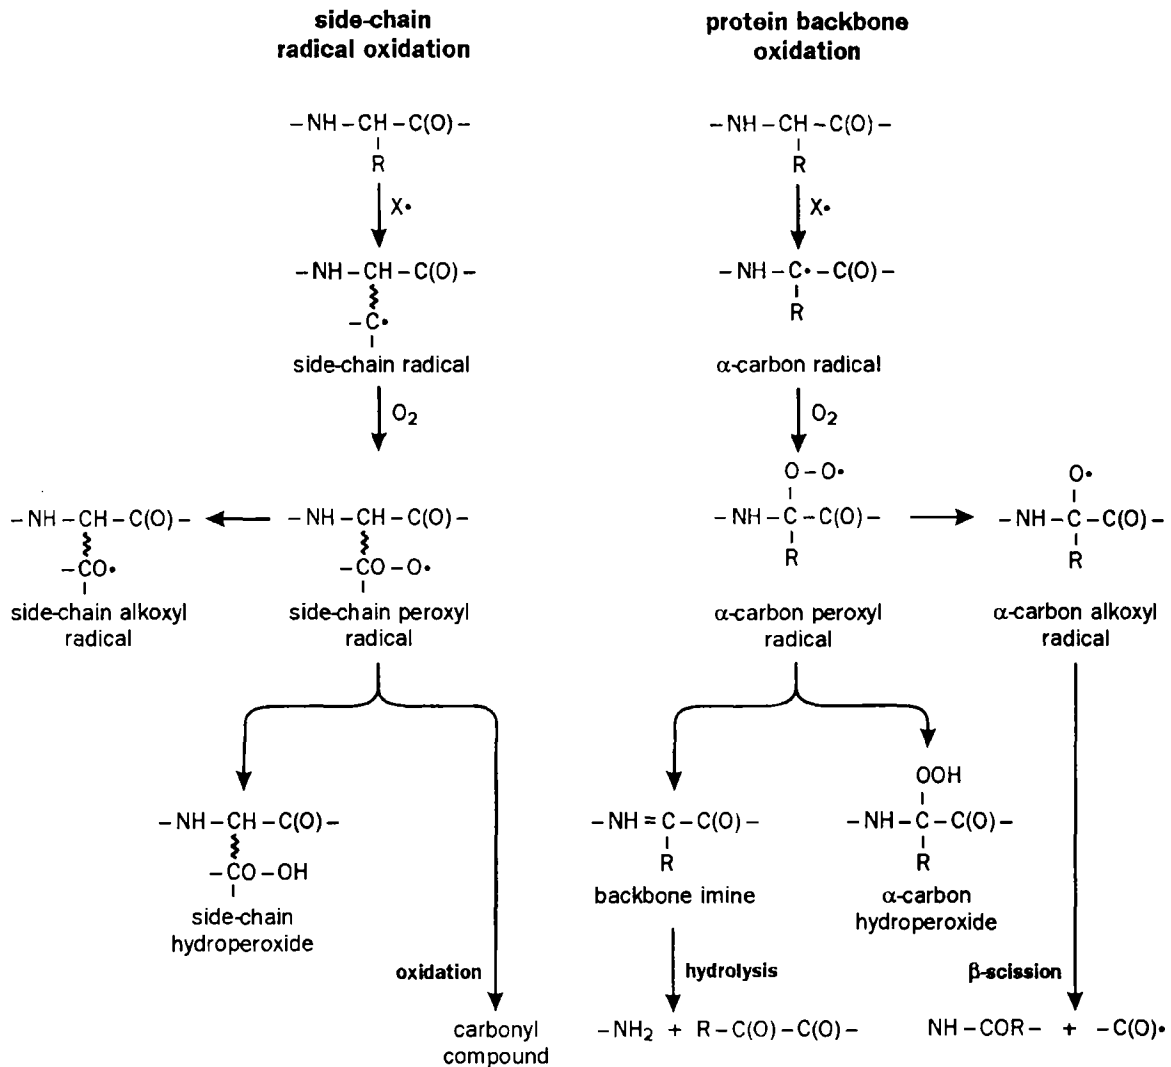 side-chain
radical oxidation
protein backbone
oxidation
–NH–CH–C(O)–
R
–NH–CH–C(O)–
R
X•
X•
–NH–CH–C(O)–
–C•
side-chain radical
–NH–C•–C(O)–
R
α-carbon radical
O₂
O₂
–NH–CH–C(O)–
–CO•
side-chain alkoxyl
radical
–NH–CH–C(O)–
–CO–O•
side-chain peroxyl
radical
O–O•
–NH–C–C(O)–
R
α-carbon peroxyl
radical
O•
–NH–C–C(O)–
R
α-carbon alkoxyl
radical
–NH–CH–C(O)–
–CO–OH
side-chain
hydroperoxide
–NH=C–C(O)–
R
backbone imine
OOH
–NH–C–C(O)–
R
α-carbon
hydroperoxide
oxidation
hydrolysis
β-scission
carbonyl
compound
–NH₂ + R–C(O)–C(O)–
NH–COR– + –C(O)•